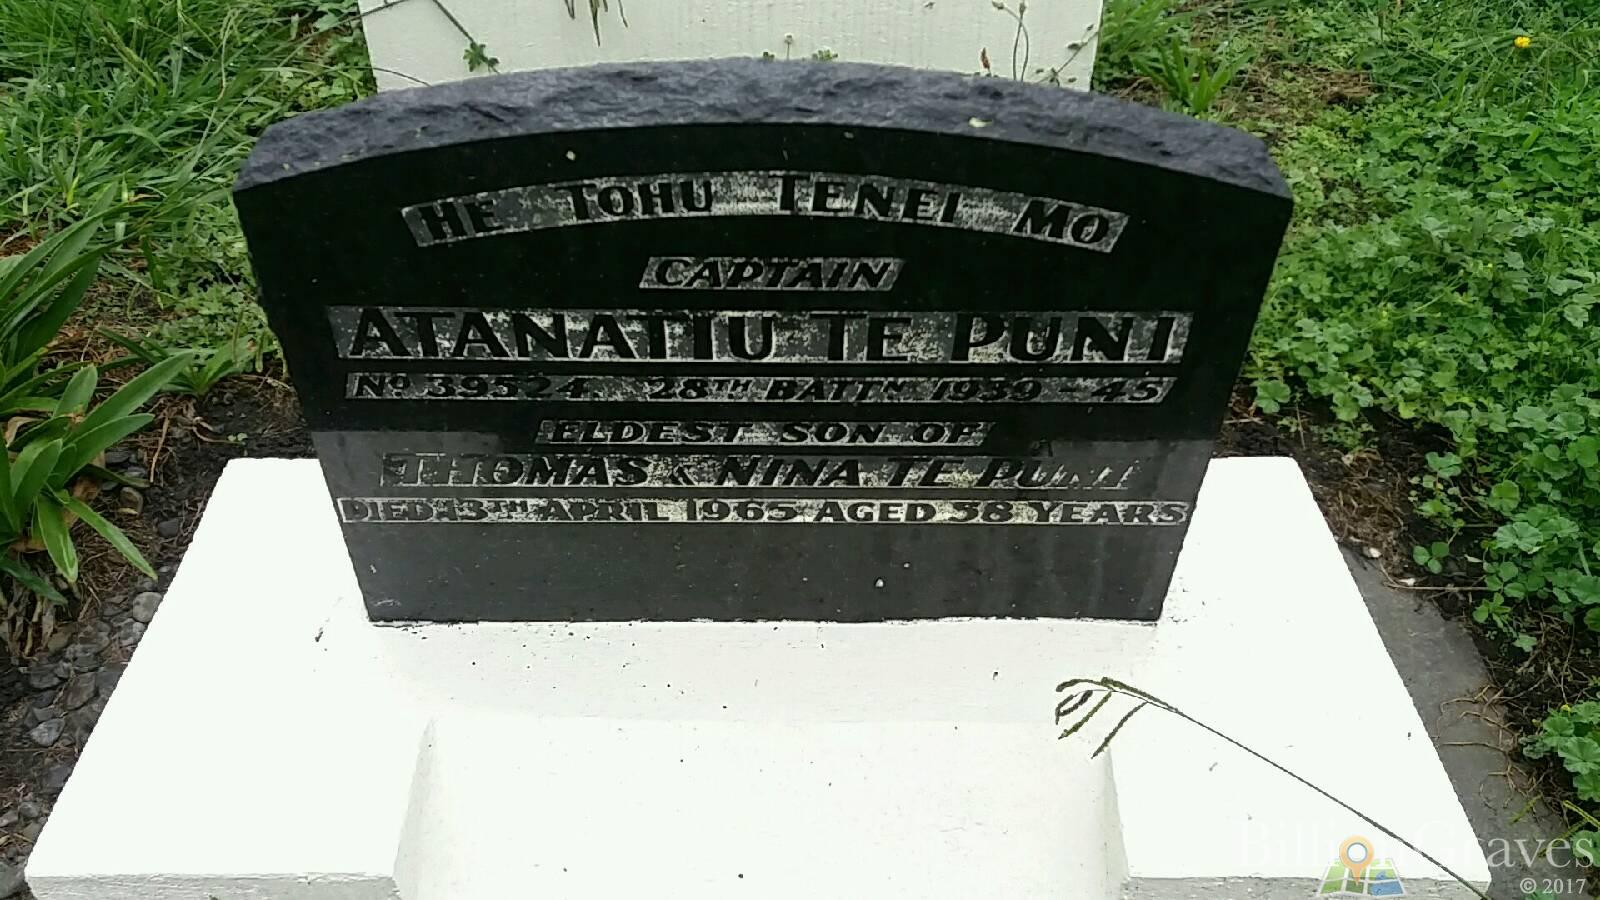 HE TOHU TENEI MO
CAPTAIN
ATANATIU TE PUNI
No 39524. 28TH BATTN 1939-45
ELDEST SON OF
THOMAS & NINA TE PUNI
DIED 13TH APRIL 1965 AGED 58 YEARS
BillionGraves
© 2017